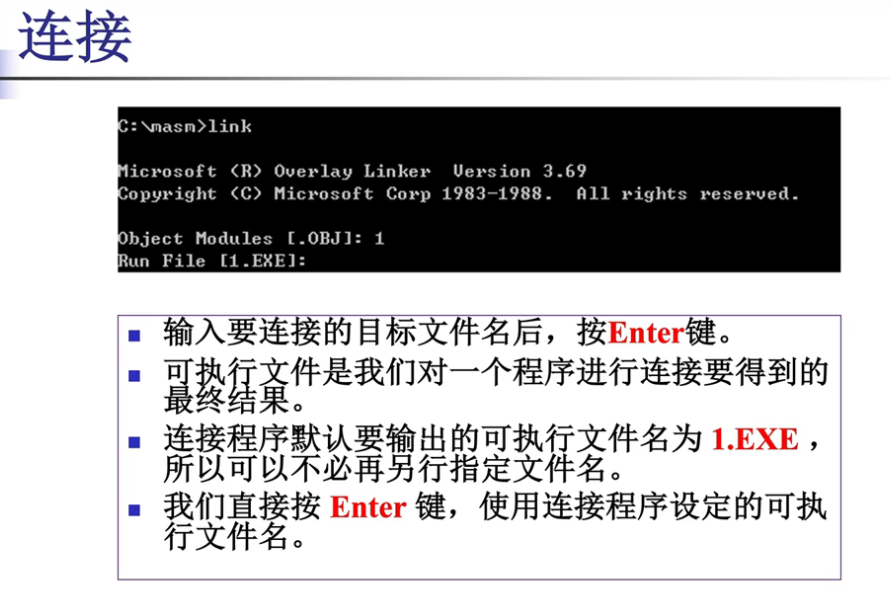 连接
C:\masm>link
Microsoft (R) Overlay Linker  Version 3.69
Copyright (C) Microsoft Corp 1983-1988.  All rights reserved.
Object Modules [.OBJ]: 1
Run File [1.EXE]:
输入要连接的目标文件名后，按Enter键。
可执行文件是我们对一个程序进行连接要得到的
最终结果。
连接程序默认要输出的可执行文件名为 1.EXE ，
所以可以不必再另行指定文件名。
我们直接按 Enter 键，使用连接程序设定的可执
行文件名。